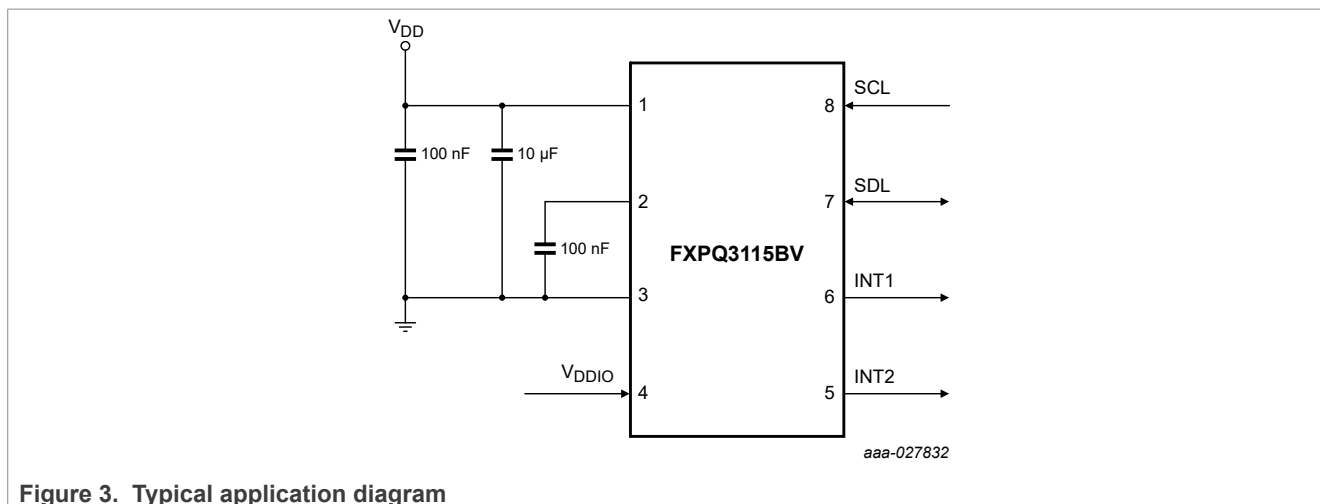 VDD
1
8
SCL
100 nF
10 µF
2
7
SDL
100 nF
FXPQ3115BV
3
6
INT1
VDDIO
4
5
INT2
aaa-027832
Figure 3. Typical application diagram